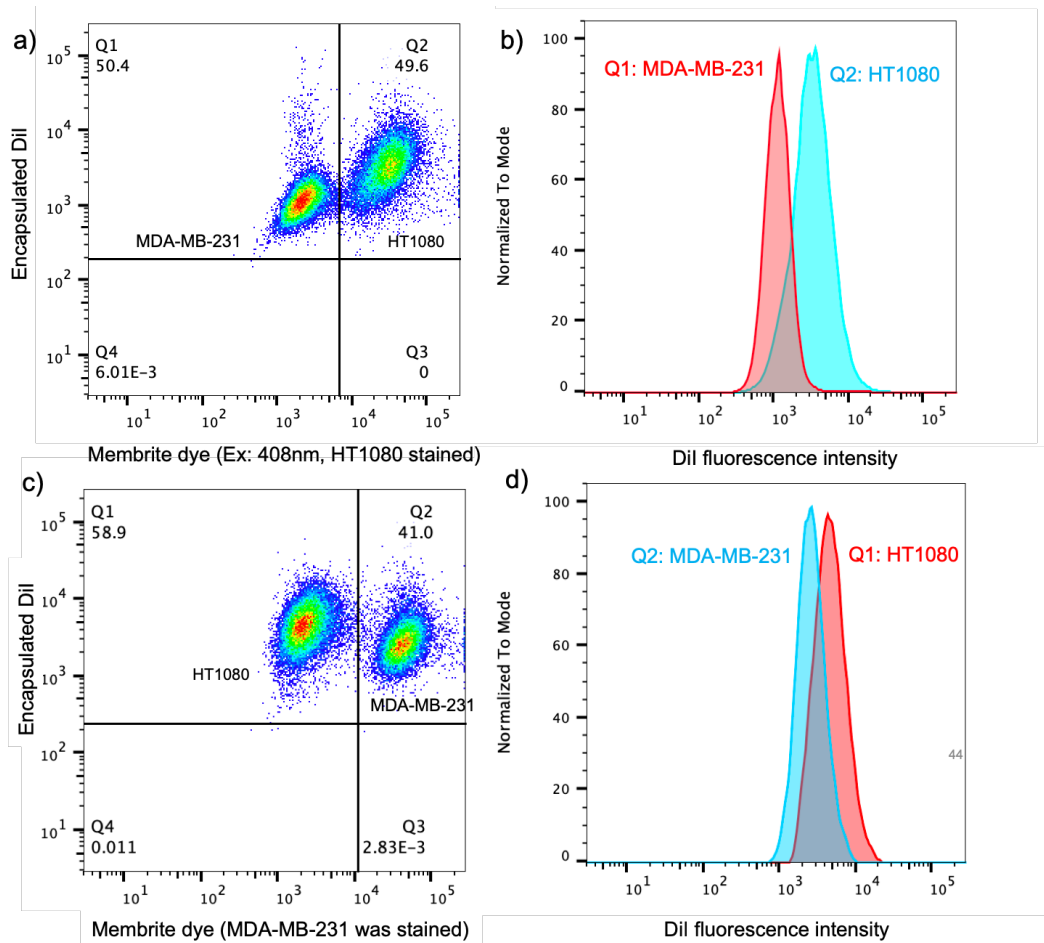 a)
Q1
50.4
Q2
49.6
10^5
10^4
10^3
10^2
10^1
Encapsulated DiI
MDA-MB-231
HT1080
Q4
6.01E-3
Q3
0
10^1 10^2 10^3 10^4 10^5
Membrite dye (Ex: 408nm, HT1080 stained)
b)
100
80
60
40
20
0
Normalized To Mode
Q1: MDA-MB-231
Q2: HT1080
10^1 10^2 10^3 10^4 10^5
DiI fluorescence intensity
c)
Q1
58.9
Q2
41.0
10^5
10^4
10^3
10^2
10^1
Encapsulated DiI
HT1080
MDA-MB-231
Q4
0.011
Q3
2.83E-3
10^1 10^2 10^3 10^4 10^5
Membrite dye (MDA-MB-231 was stained)
d)
100
80
60
40
20
0
Normalized To Mode
Q2: MDA-MB-231
Q1: HT1080
44
10^1 10^2 10^3 10^4 10^5
DiI fluorescence intensity